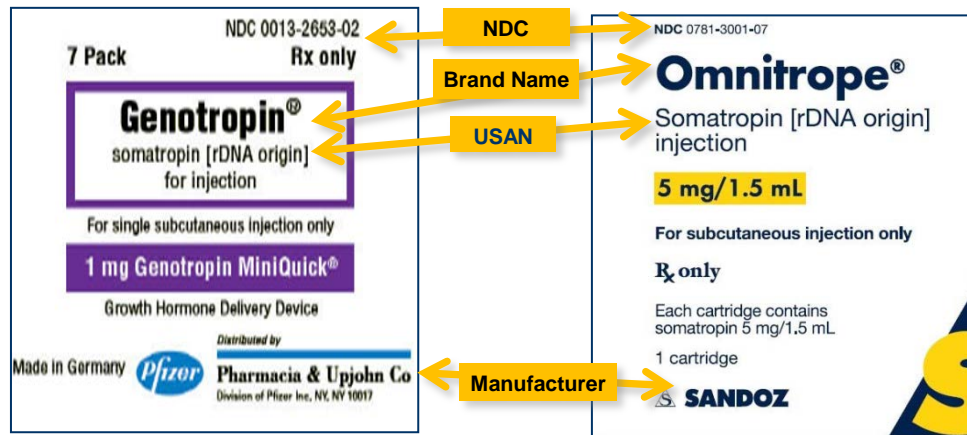 NDC 0013-2653-02
7 Pack Rx only
Genotropin®
somatropin [rDNA origin]
for injection
For single subcutaneous injection only
1 mg Genotropin MiniQuick®
Growth Hormone Delivery Device
Made in Germany
Pfizer
Distributed by
Pharmacia & Upjohn Co
Division of Pfizer Inc, NY, NY 10017
NDC
Brand Name
USAN
Manufacturer
NDC 0781-3001-07
Omnitrope®
Somatropin [rDNA origin]
injection
5 mg/1.5 mL
For subcutaneous injection only
Rx only
Each cartridge contains
somatropin 5 mg/1.5 mL
1 cartridge
S SANDOZ
S